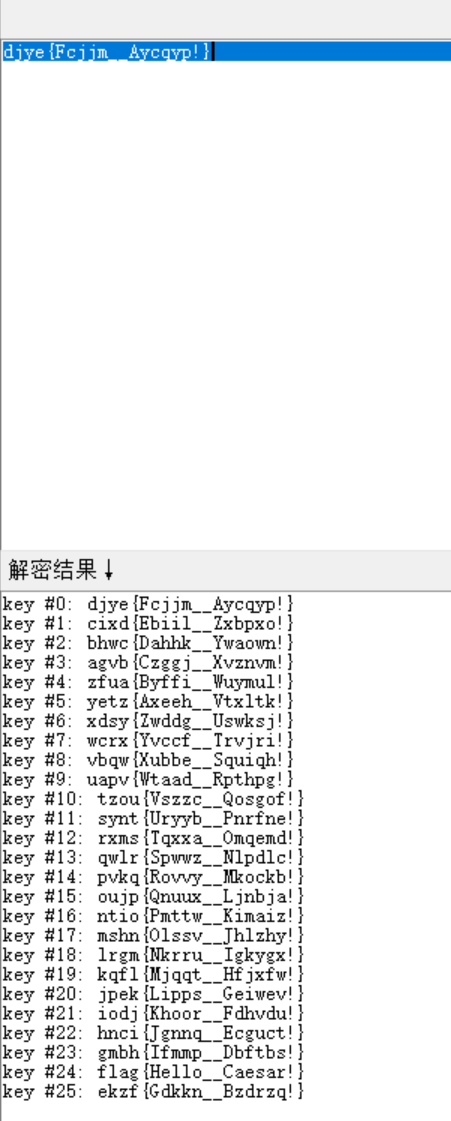 djye{Fcjjm__Aycqyp!}
解密结果↓
key #0: djye{Fcjjm__Aycqyp!}
key #1: cixd{Ebiil__Zxbpxo!}
key #2: bhwc{Dahhk__Ywaown!}
key #3: agvb{Czggj__Xvznvm!}
key #4: zfua{Byffi__Wuymul!}
key #5: yetz{Axeeh__Vtxltk!}
key #6: xdsy{Zwddg__Uswksj!}
key #7: wcrx{Yvccf__Trvjri!}
key #8: vbqw{Xubbe__Squiqh!}
key #9: uapv{Wtaad__Rpthpg!}
key #10: tzou{Vszzc__Qosgof!}
key #11: synt{Uryyb__Pnrfne!}
key #12: rxms{Tqxxa__Omqemd!}
key #13: qwlr{Spwwz__Nlpdlc!}
key #14: pvkq{Rovvy__Mkockb!}
key #15: oujp{Qnuux__Ljnbja!}
key #16: ntio{Pmttw__Kimaiz!}
key #17: mshn{Olssv__Jhlzhy!}
key #18: lrgm{Nkrru__Igkygx!}
key #19: kqfl{Mjqqt__Hfjxfw!}
key #20: jpek{Lipps__Geiwev!}
key #21: iodj{Khoor__Fdhvdu!}
key #22: hnci{Jgnnq__Ecguct!}
key #23: gmbh{Ifmmp__Dbftbs!}
key #24: flag{Hello__Caesar!}
key #25: ekzf{Gdkkn__Bzdrzq!}